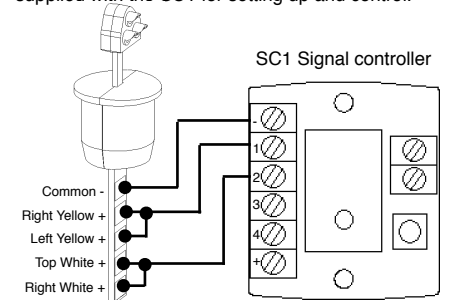 supplied with the SC1 for setting up and control.
SC1 Signal controller
-
1
2
3
4
+
Common -
Right Yellow +
Left Yellow +
Top White +
Right White +